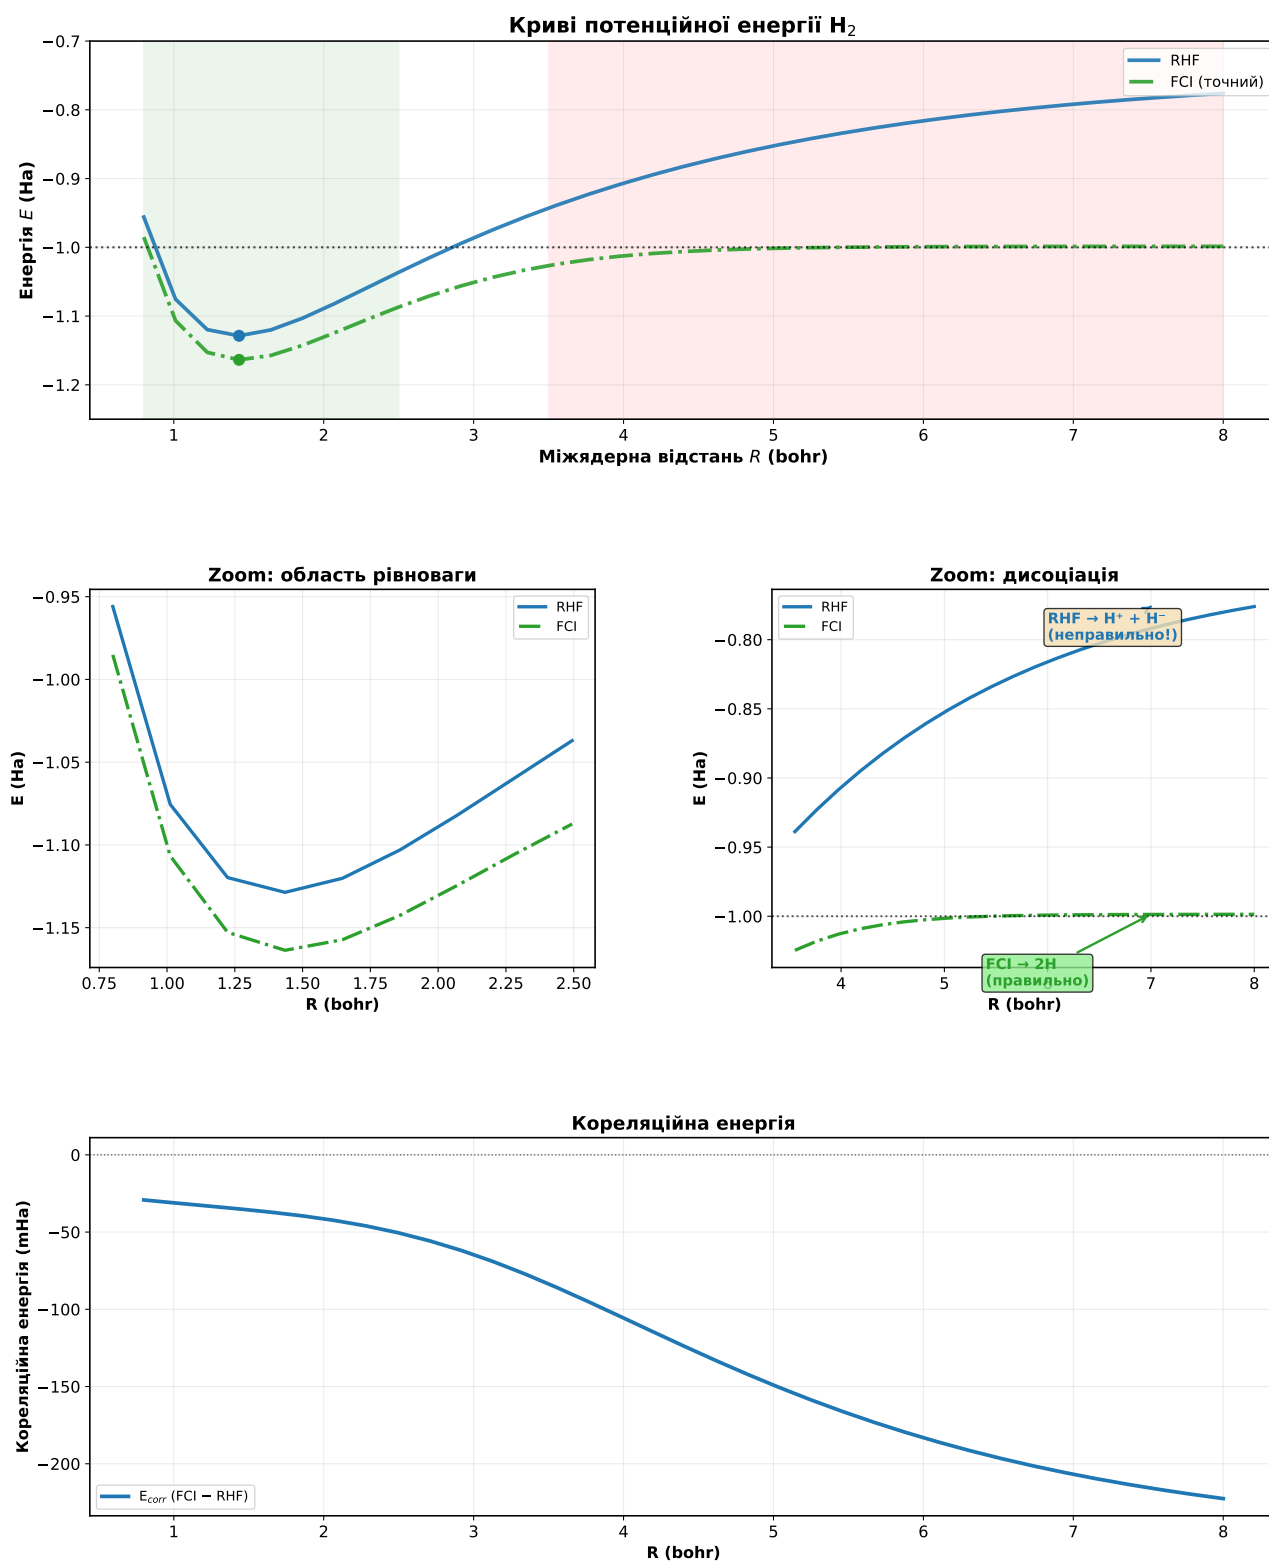 Криві потенційної енергії H₂
RHF
FCI (точний)
Енергія E (Ha)
−0.7
−0.8
−0.9
−1.0
−1.1
−1.2
1 2 3 4 5 6 7 8
Міжядерна відстань R (bohr)
Zoom: область рівноваги
RHF
FCI
E (Ha)
−0.95
−1.00
−1.05
−1.10
−1.15
0.75 1.00 1.25 1.50 1.75 2.00 2.25 2.50
R (bohr)
Zoom: дисоціація
RHF
FCI
RHF → H⁺ + H⁻
(неправильно!)
E (Ha)
−0.80
−0.85
−0.90
−0.95
−1.00
FCI → 2H
(правильно)
4 5 6 7 8
R (bohr)
Кореляційна енергія
Кореляційна енергія (mHa)
0
−50
−100
−150
−200
E_corr (FCI − RHF)
1 2 3 4 5 6 7 8
R (bohr)